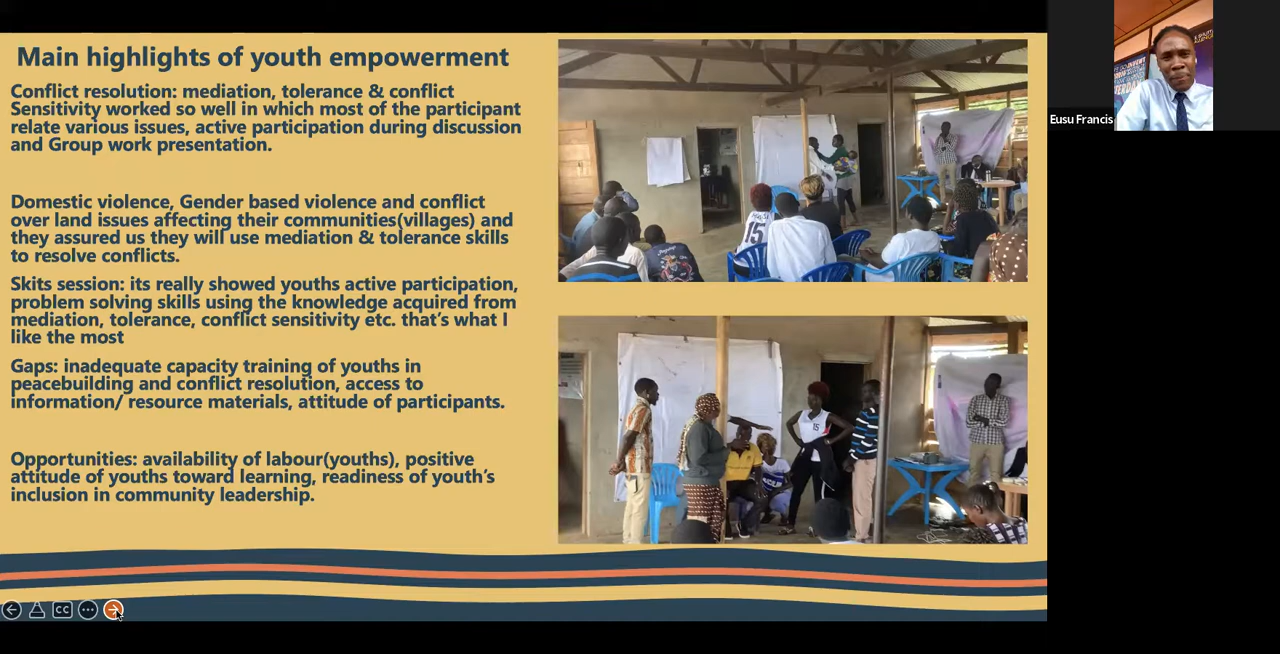 Main highlights of youth empowerment
Conflict resolution: mediation, tolerance & conflict
Sensitivity worked so well in which most of the participant
relate various issues, active participation during discussion
and Group work presentation.
Domestic violence, Gender based violence and conflict
over land issues affecting their communities(villages) and
they assured us they will use mediation & tolerance skills
to resolve conflicts.
Skits session: its really showed youths active participation,
problem solving skills using the knowledge acquired from
mediation, tolerance, conflict sensitivity etc. that's what I
like the most
Gaps: inadequate capacity training of youths in
peacebuilding and conflict resolution, access to
information/ resource materials, attitude of participants.
Opportunities: availability of labour(youths), positive
attitude of youths toward learning, readiness of youth's
inclusion in community leadership.
15
15
CC
Eusu Francis